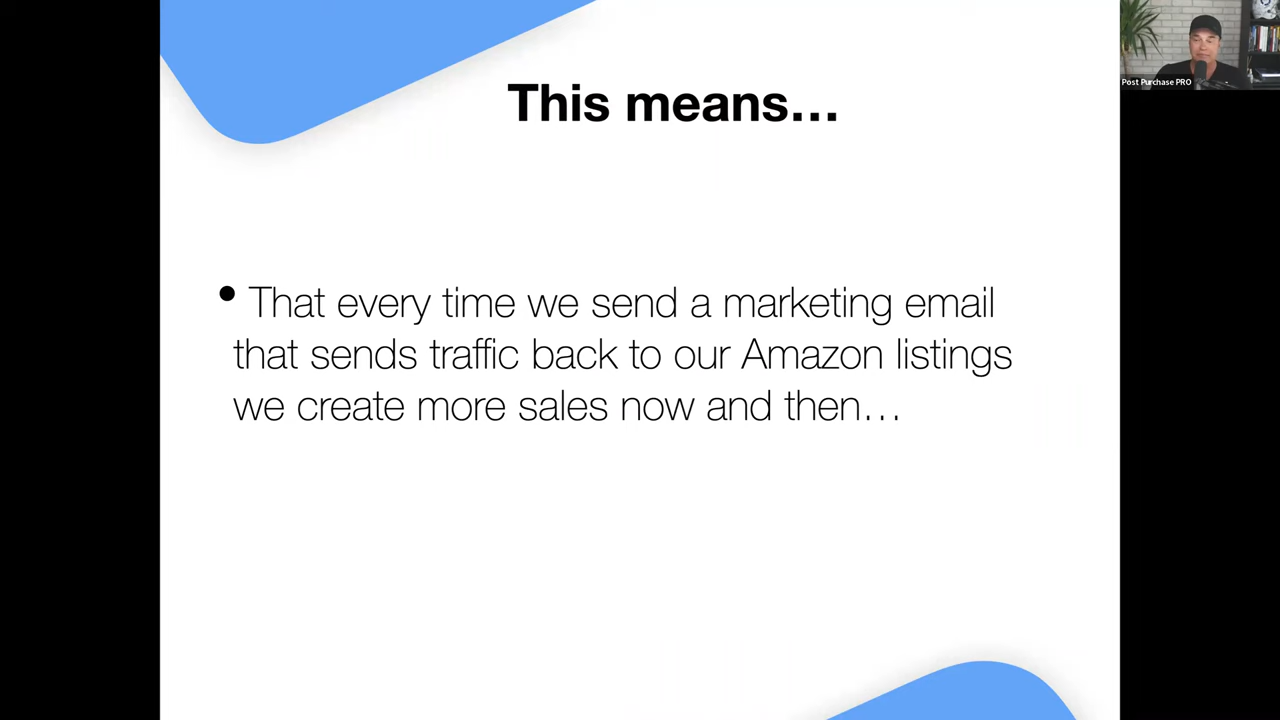 Post Purchase PRO
This means…
• That every time we send a marketing email
that sends traffic back to our Amazon listings
we create more sales now and then…